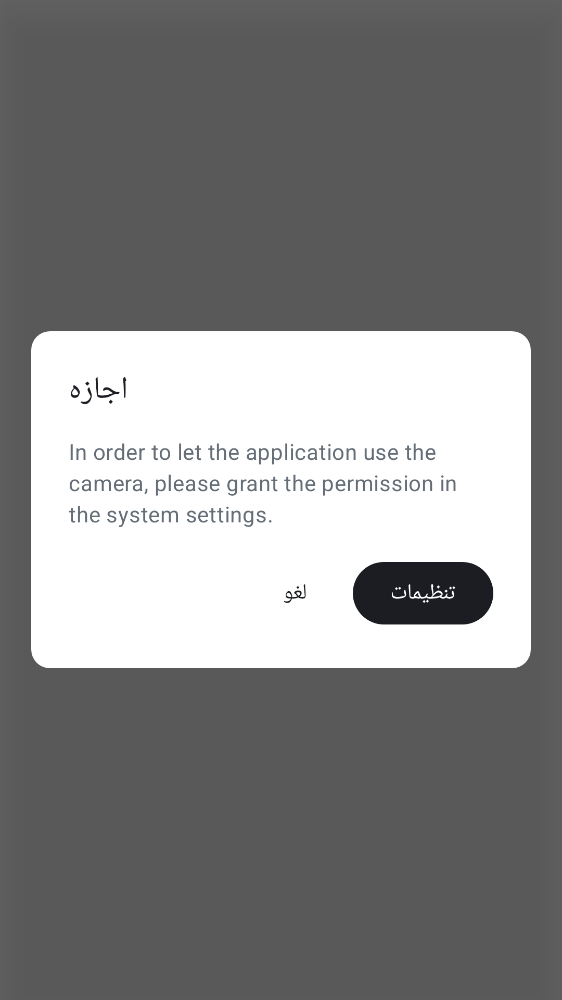 اجازه
In order to let the application use the
camera, please grant the permission in
the system settings.
لغو
تنظیمات